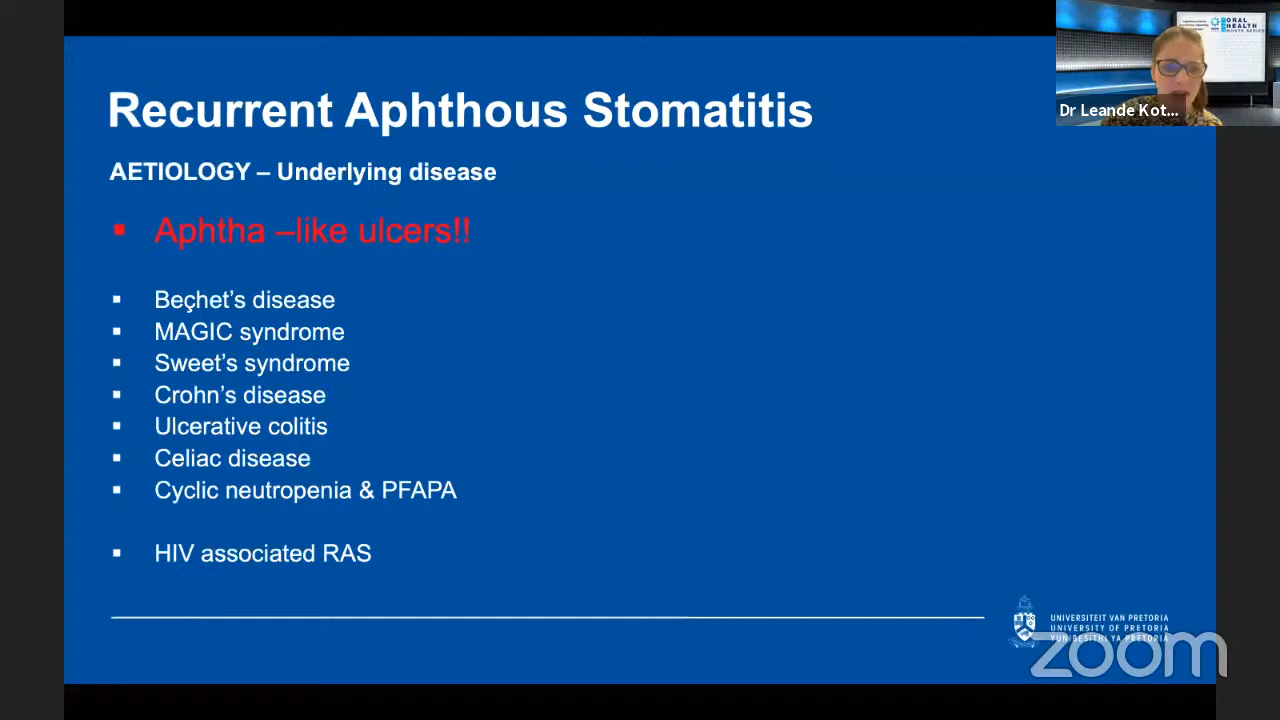 Recurrent Aphthous Stomatitis
AETIOLOGY – Underlying disease
▪ Aphtha –like ulcers!!
▪ Beçhet’s disease
▪ MAGIC syndrome
▪ Sweet’s syndrome
▪ Crohn’s disease
▪ Ulcerative colitis
▪ Celiac disease
▪ Cyclic neutropenia & PFAPA
▪ HIV associated RAS
UNIVERSITEIT VAN PRETORIA
UNIVERSITY OF PRETORIA
YUNIBESITHI YA PRETORIA
zoom
ORAL
HEALTH
Dr Leande Kot...